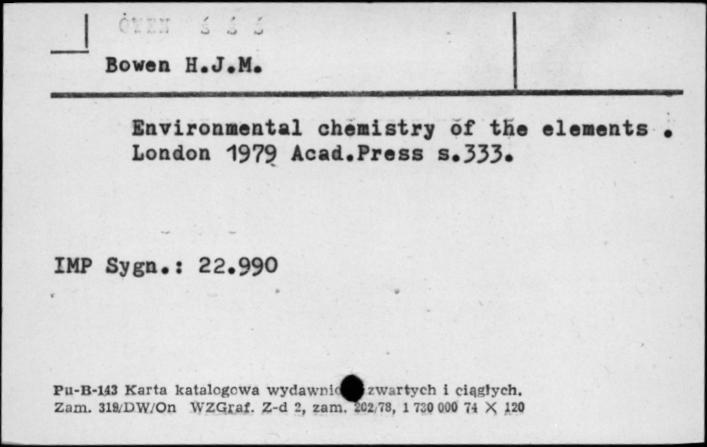 Bowen H.J.M.
Environmental chemistry of the elements .
London 1979 Acad.Press s.333.
IMP Sygn.: 22.990
Pu-B-143 Karta katalogowa zwartych i ciągłych.
Zam. 318/DW/On WZGraf. Z-d 2, zam. 202/78, 1 730 000 74 X 120